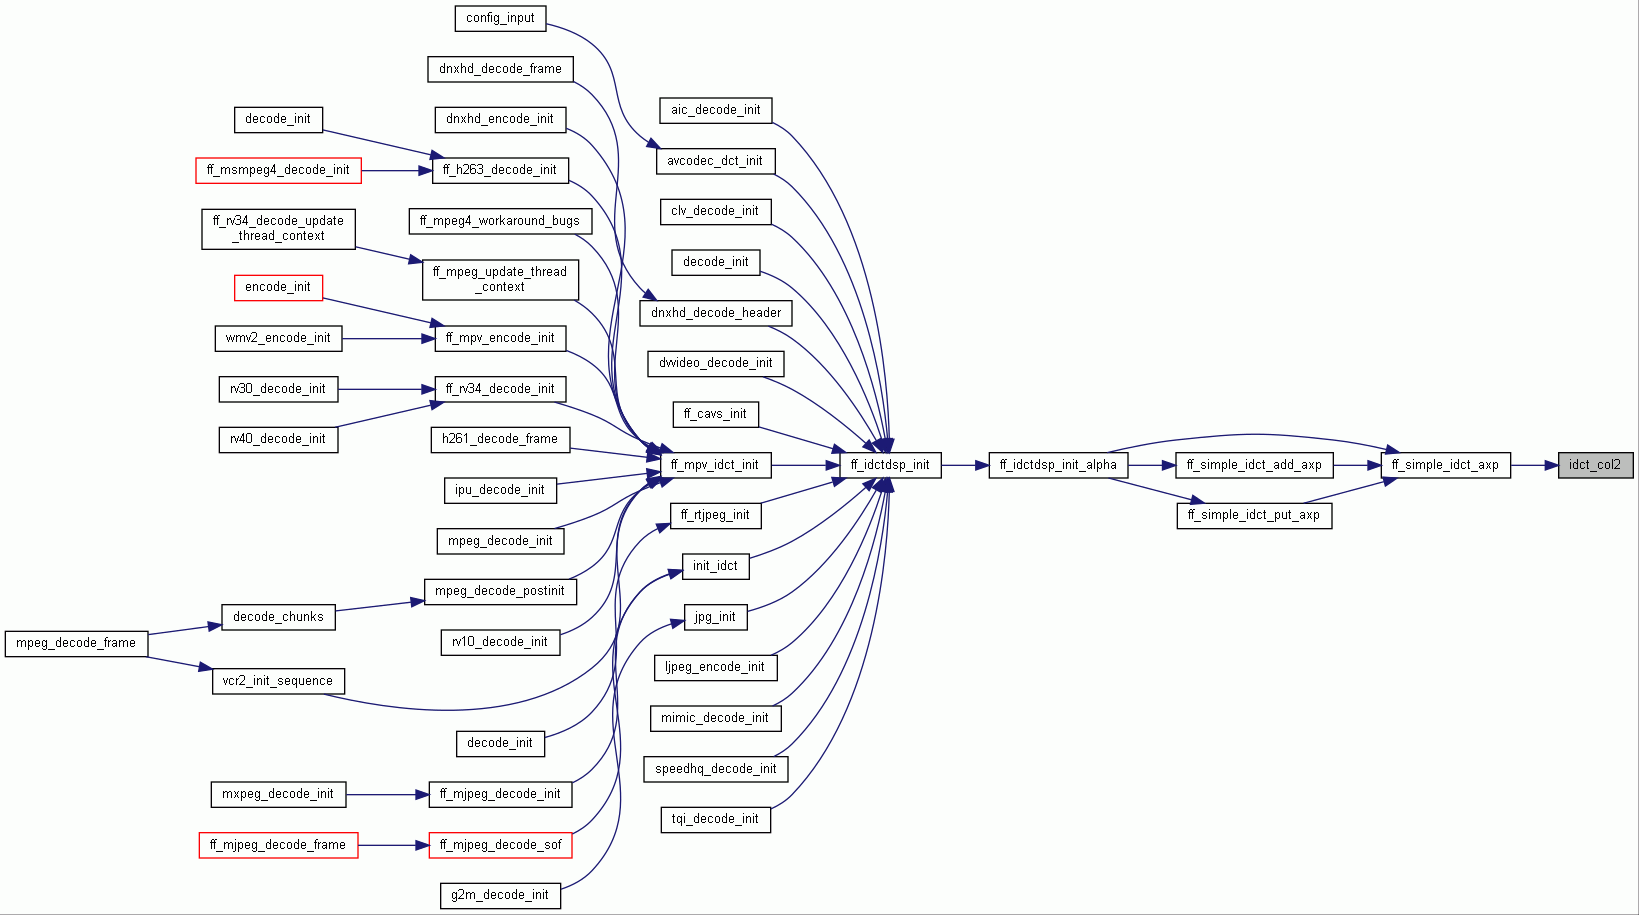 config_input
dnxhd_decode_frame
aic_decode_init
decode_init
dnxhd_encode_init
avcodec_dct_init
ff_msmpeg4_decode_init
ff_h263_decode_init
clv_decode_init
ff_rv34_decode_update
_thread_context
ff_mpeg4_workaround_bugs
decode_init
ff_mpeg_update_thread
_context
encode_init
dnxhd_decode_header
wmv2_encode_init
ff_mpv_encode_init
dvvideo_decode_init
rv30_decode_init
ff_rv34_decode_init
ff_cavs_init
rv40_decode_init
h261_decode_frame
ff_mpv_idct_init
ff_idctdsp_init
ff_idctdsp_init_alpha
ff_simple_idct_add_axp
ff_simple_idct_axp
idct_col2
ipu_decode_init
ff_rtjpeg_init
ff_simple_idct_put_axp
mpeg_decode_init
init_idct
mpeg_decode_postinit
decode_chunks
jpg_init
mpeg_decode_frame
rv10_decode_init
ljpeg_encode_init
vcr2_init_sequence
mimic_decode_init
decode_init
speedhq_decode_init
mxpeg_decode_init
ff_mjpeg_decode_init
tqi_decode_init
ff_mjpeg_decode_frame
ff_mjpeg_decode_sof
g2m_decode_init